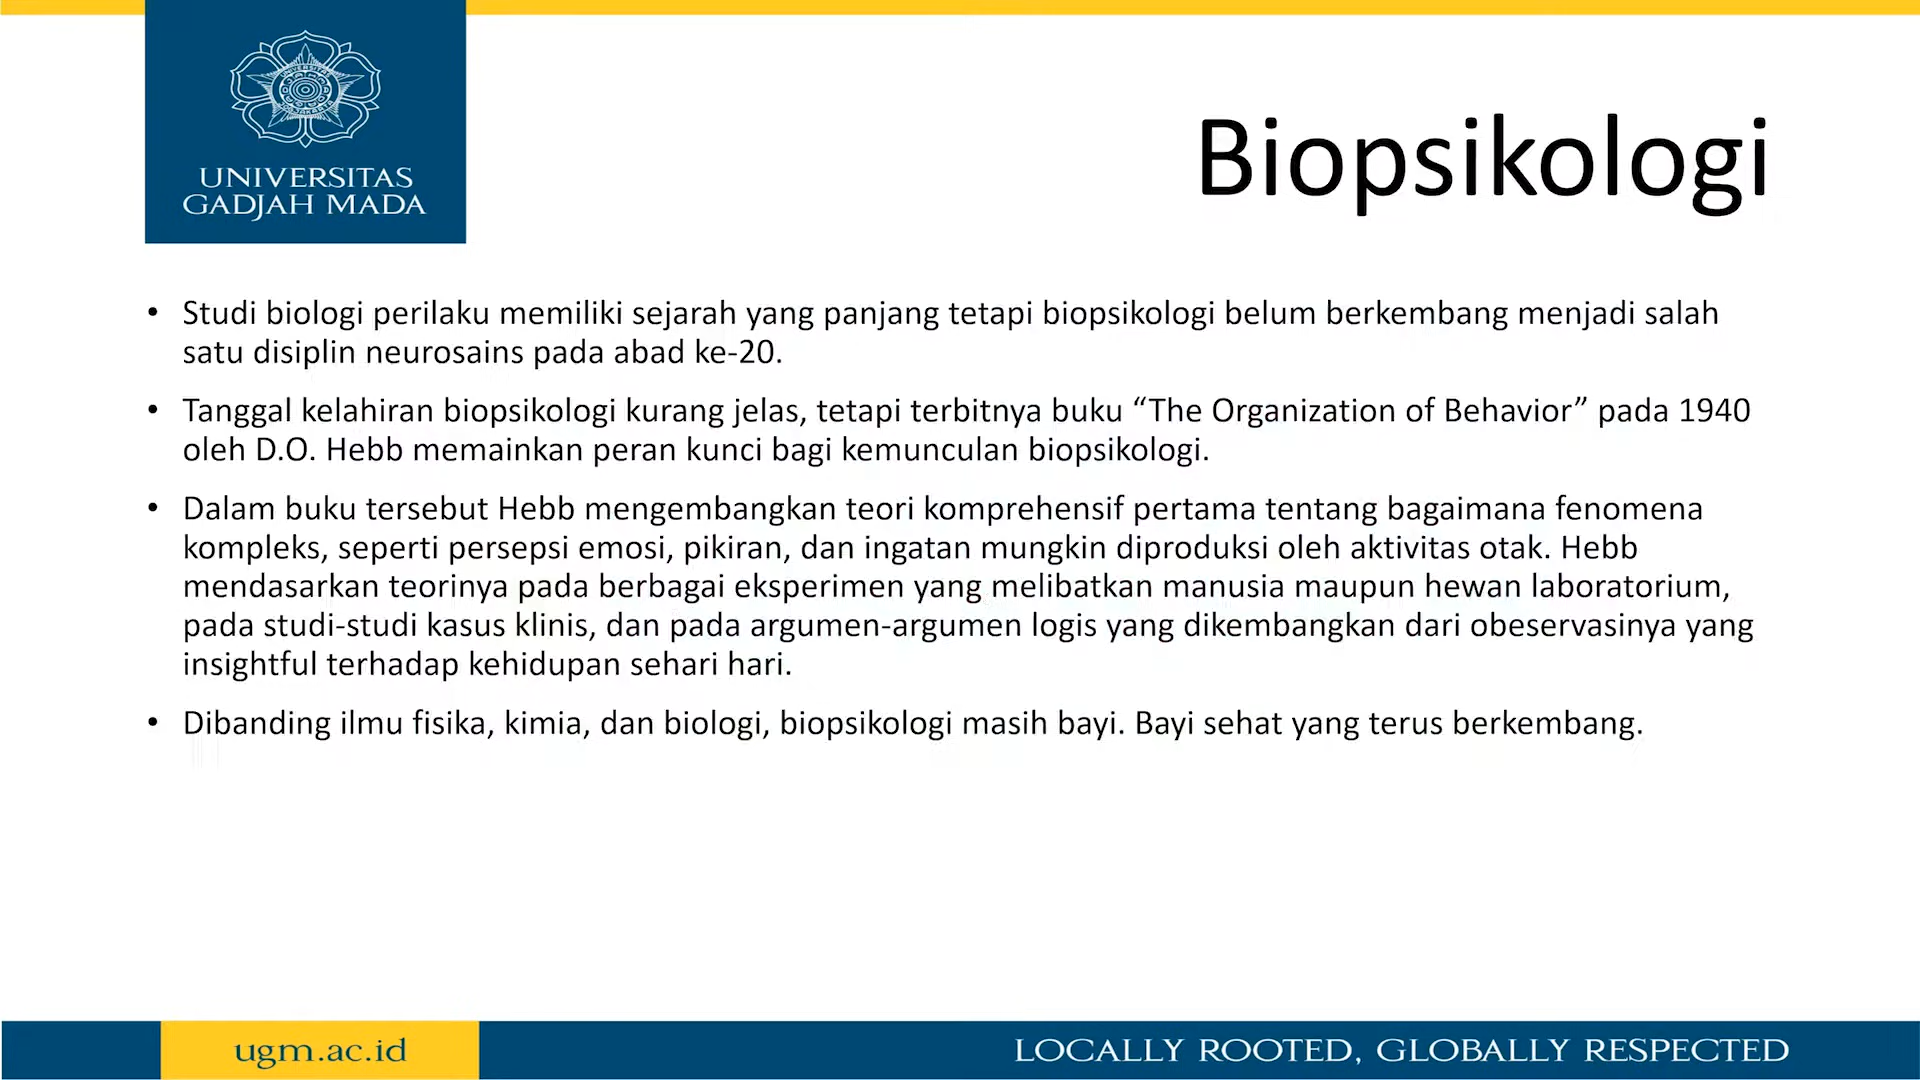 UNIVERSITAS
GADJAH MADA
Biopsikologi
• Studi biologi perilaku memiliki sejarah yang panjang tetapi biopsikologi belum berkembang menjadi salah
satu disiplin neurosains pada abad ke-20.
• Tanggal kelahiran biopsikologi kurang jelas, tetapi terbitnya buku “The Organization of Behavior” pada 1940
oleh D.O. Hebb memainkan peran kunci bagi kemunculan biopsikologi.
• Dalam buku tersebut Hebb mengembangkan teori komprehensif pertama tentang bagaimana fenomena
kompleks, seperti persepsi emosi, pikiran, dan ingatan mungkin diproduksi oleh aktivitas otak. Hebb
mendasarkan teorinya pada berbagai eksperimen yang melibatkan manusia maupun hewan laboratorium,
pada studi-studi kasus klinis, dan pada argumen-argumen logis yang dikembangkan dari obeservasinya yang
insightful terhadap kehidupan sehari hari.
• Dibanding ilmu fisika, kimia, dan biologi, biopsikologi masih bayi. Bayi sehat yang terus berkembang.
ugm.ac.id
LOCALLY ROOTED, GLOBALLY RESPECTED